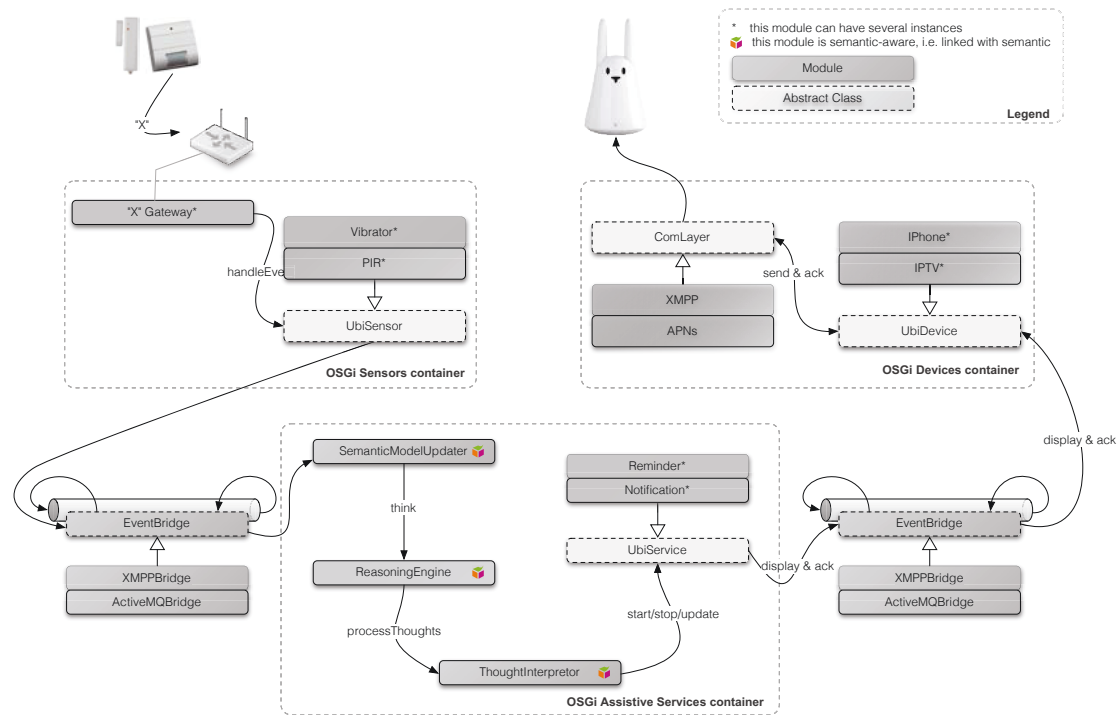 * this module can have several instances
this module is semantic-aware, i.e. linked with semantic
Module
Abstract Class
Legend
"X"
"X" Gateway*
Vibrator*
PIR*
handleEve
UbiSensor
OSGi Sensors container
ComLayer
IPhone*
IPTV*
send & ack
XMPP
APNs
UbiDevice
OSGi Devices container
display & ack
SemanticModelUpdater
think
ReasoningEngine
processThoughts
ThoughtInterpretor
Reminder*
Notification*
UbiService
start/stop/update
OSGi Assistive Services container
EventBridge
XMPPBridge
ActiveMQBridge
display & ack
EventBridge
XMPPBridge
ActiveMQBridge